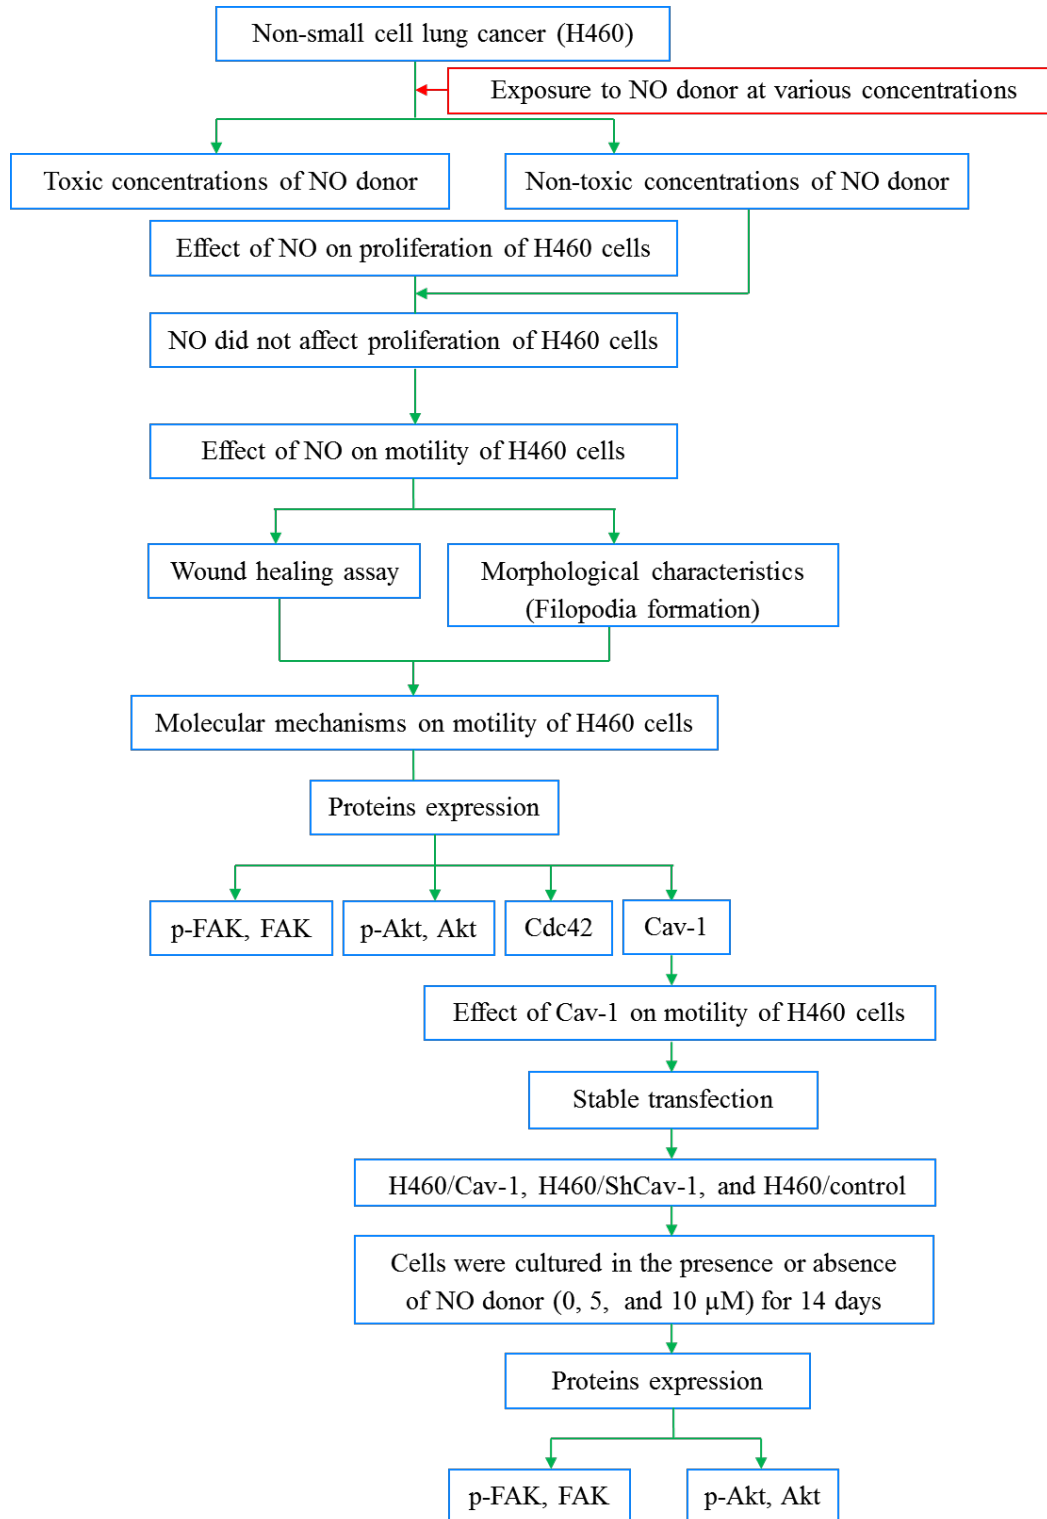 Non-small cell lung cancer (H460)
Exposure to NO donor at various concentrations
Toxic concentrations of NO donor
Non-toxic concentrations of NO donor
Effect of NO on proliferation of H460 cells
NO did not affect proliferation of H460 cells
Effect of NO on motility of H460 cells
Wound healing assay
Morphological characteristics
(Filopodia formation)
Molecular mechanisms on motility of H460 cells
Proteins expression
p-FAK, FAK
p-Akt, Akt
Cdc42
Cav-1
Effect of Cav-1 on motility of H460 cells
Stable transfection
H460/Cav-1, H460/ShCav-1, and H460/control
Cells were cultured in the presence or absence
of NO donor (0, 5, and 10 µM) for 14 days
Proteins expression
p-FAK, FAK
p-Akt, Akt